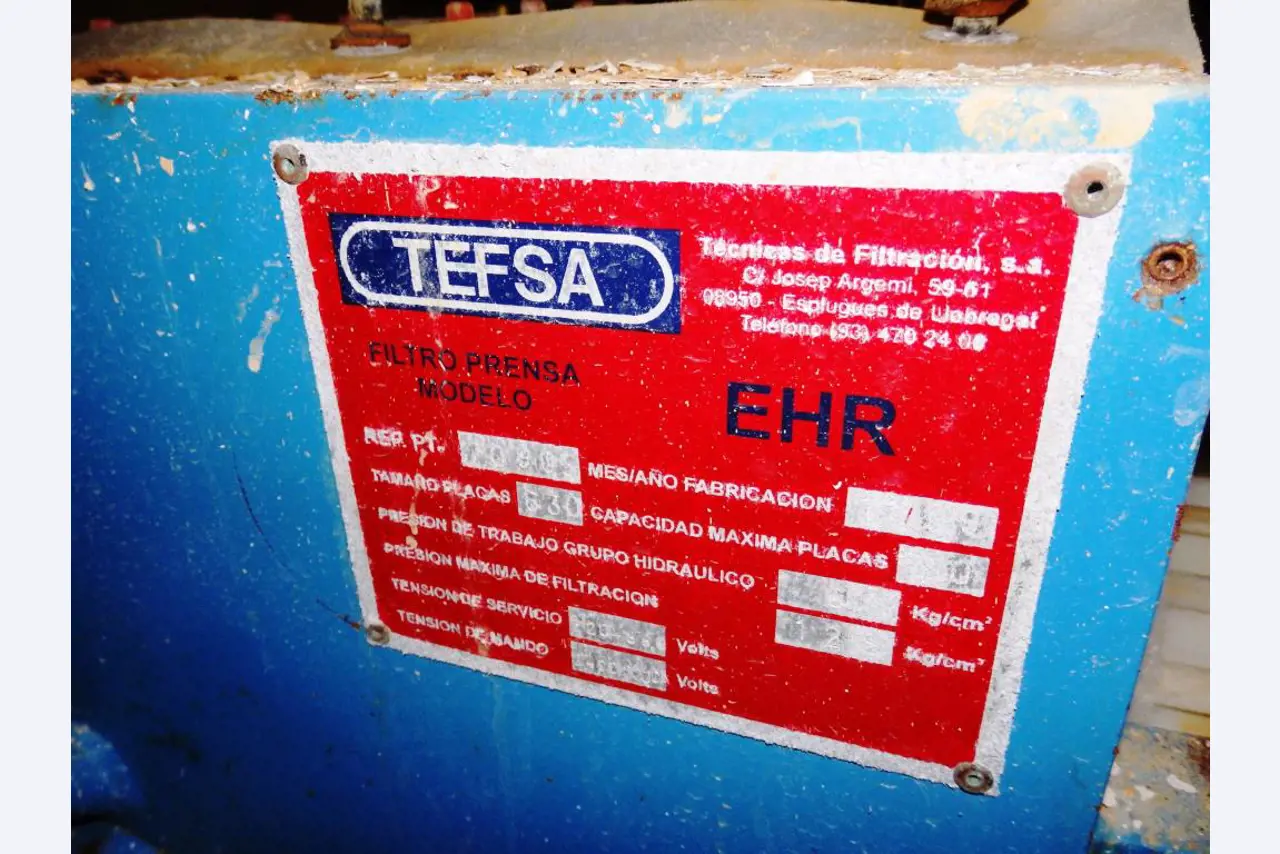 TEFSA
Técnicas de Filtración, s.a.
C/ Josep Argemí, 59-61
08950 - Esplugues de Llobregat
Teléfono (93) 470 24 00
FILTRO PRENSA
MODELO
EHR
REF. PT.
MES/AÑO FABRICACION
TAMAÑO PLACAS 630 CAPACIDAD MAXIMA PLACAS
PRESION DE TRABAJO GRUPO HIDRAULICO Kg/cm²
PRESION MAXIMA DE FILTRACION 12 Kg/cm²
TENSION DE SERVICIO Volts
TENSION DE MANDO Volts